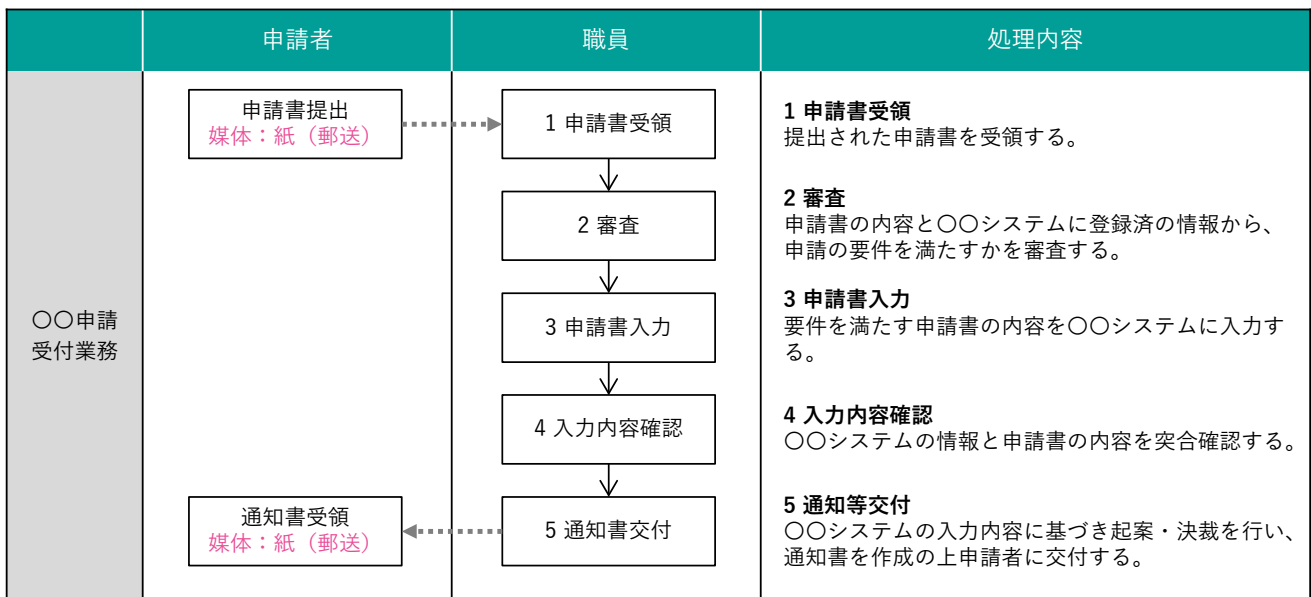 申請者
職員
処理内容
〇〇申請
受付業務
申請書提出
媒体：紙（郵送）
1 申請書受領
2 審査
3 申請書入力
4 入力内容確認
5 通知書交付
通知書受領
媒体：紙（郵送）
1 申請書受領
提出された申請書を受領する。
2 審査
申請書の内容と〇〇システムに登録済の情報から、
申請の要件を満たすかを審査する。
3 申請書入力
要件を満たす申請書の内容を〇〇システムに入力す
る。
4 入力内容確認
〇〇システムの情報と申請書の内容を突合確認する。
5 通知等交付
〇〇システムの入力内容に基づき起案・決裁を行い、
通知書を作成の上申請者に交付する。